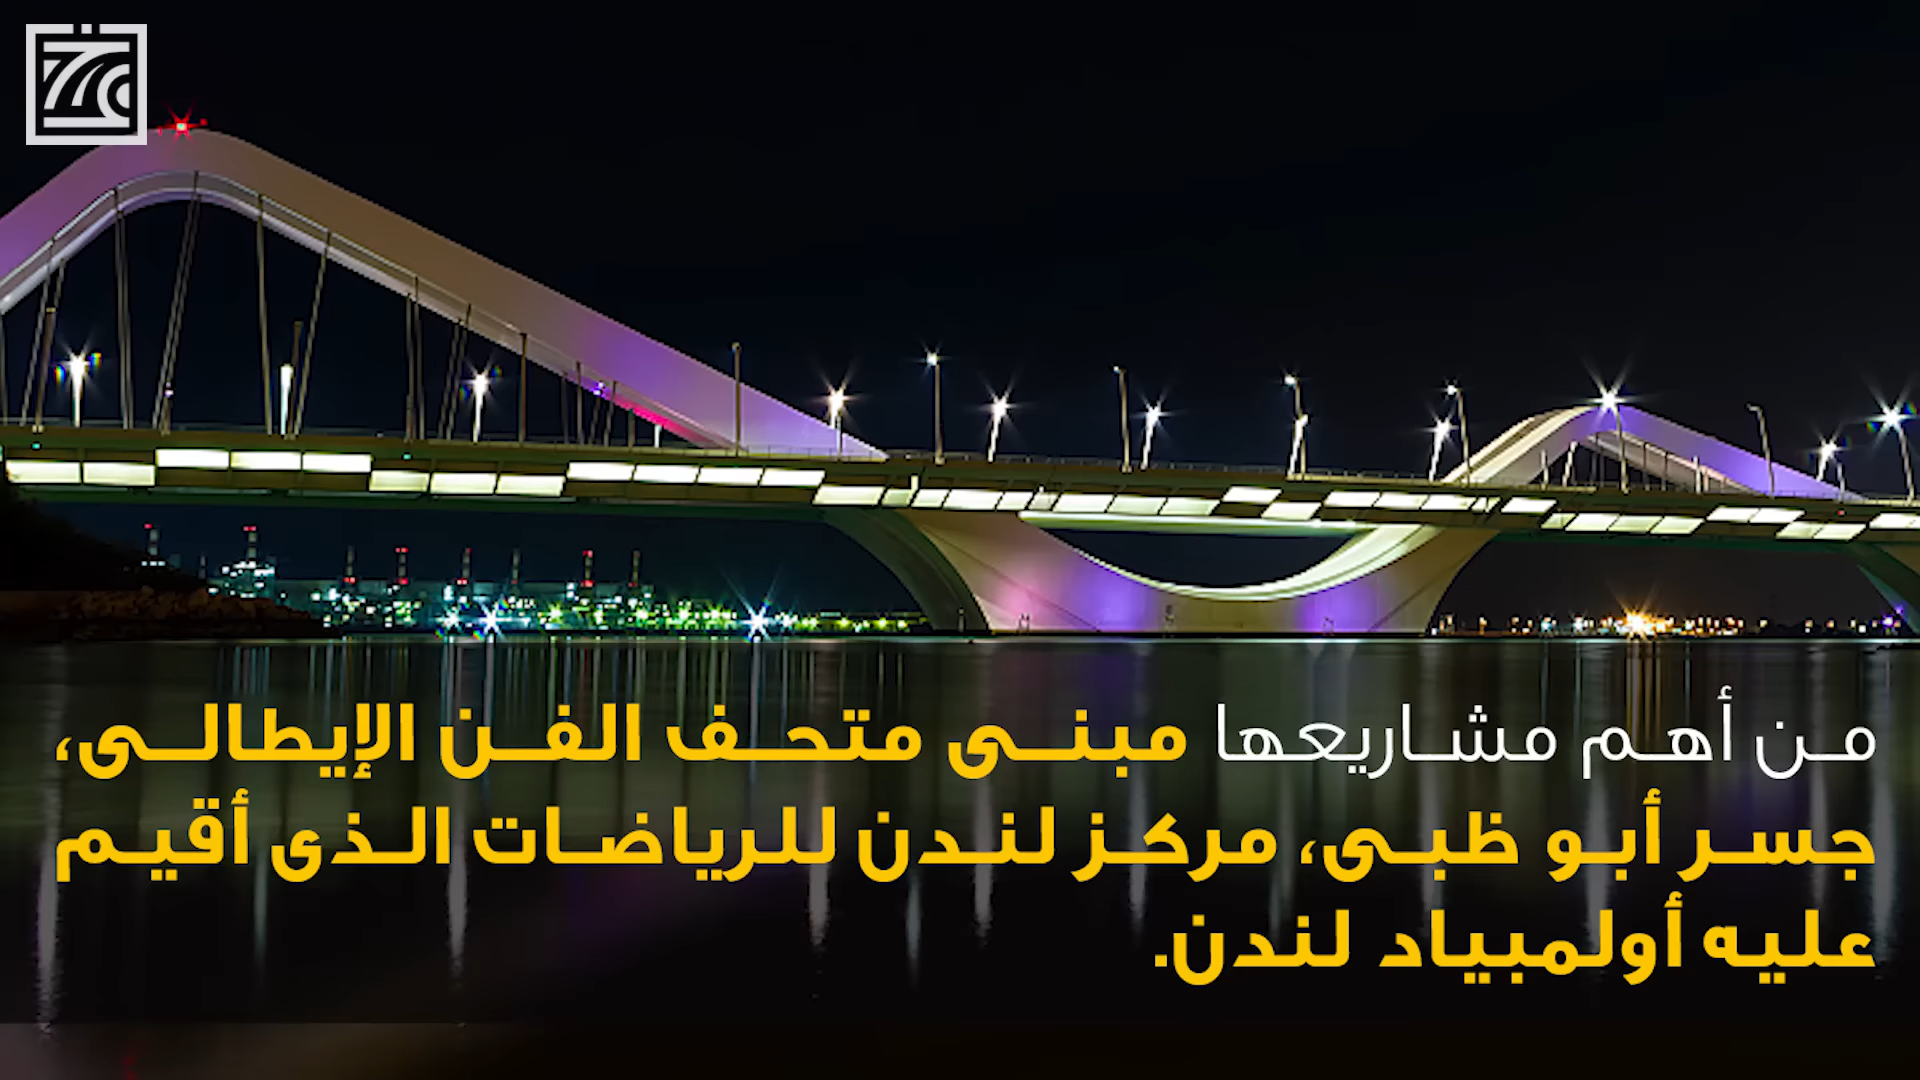 من أهم مشاريعها مبنى متحف الفن الإيطالى،
جسر أبو ظبى، مركز لندن للرياضات الذى أقيم
عليه أولمبياد لندن.